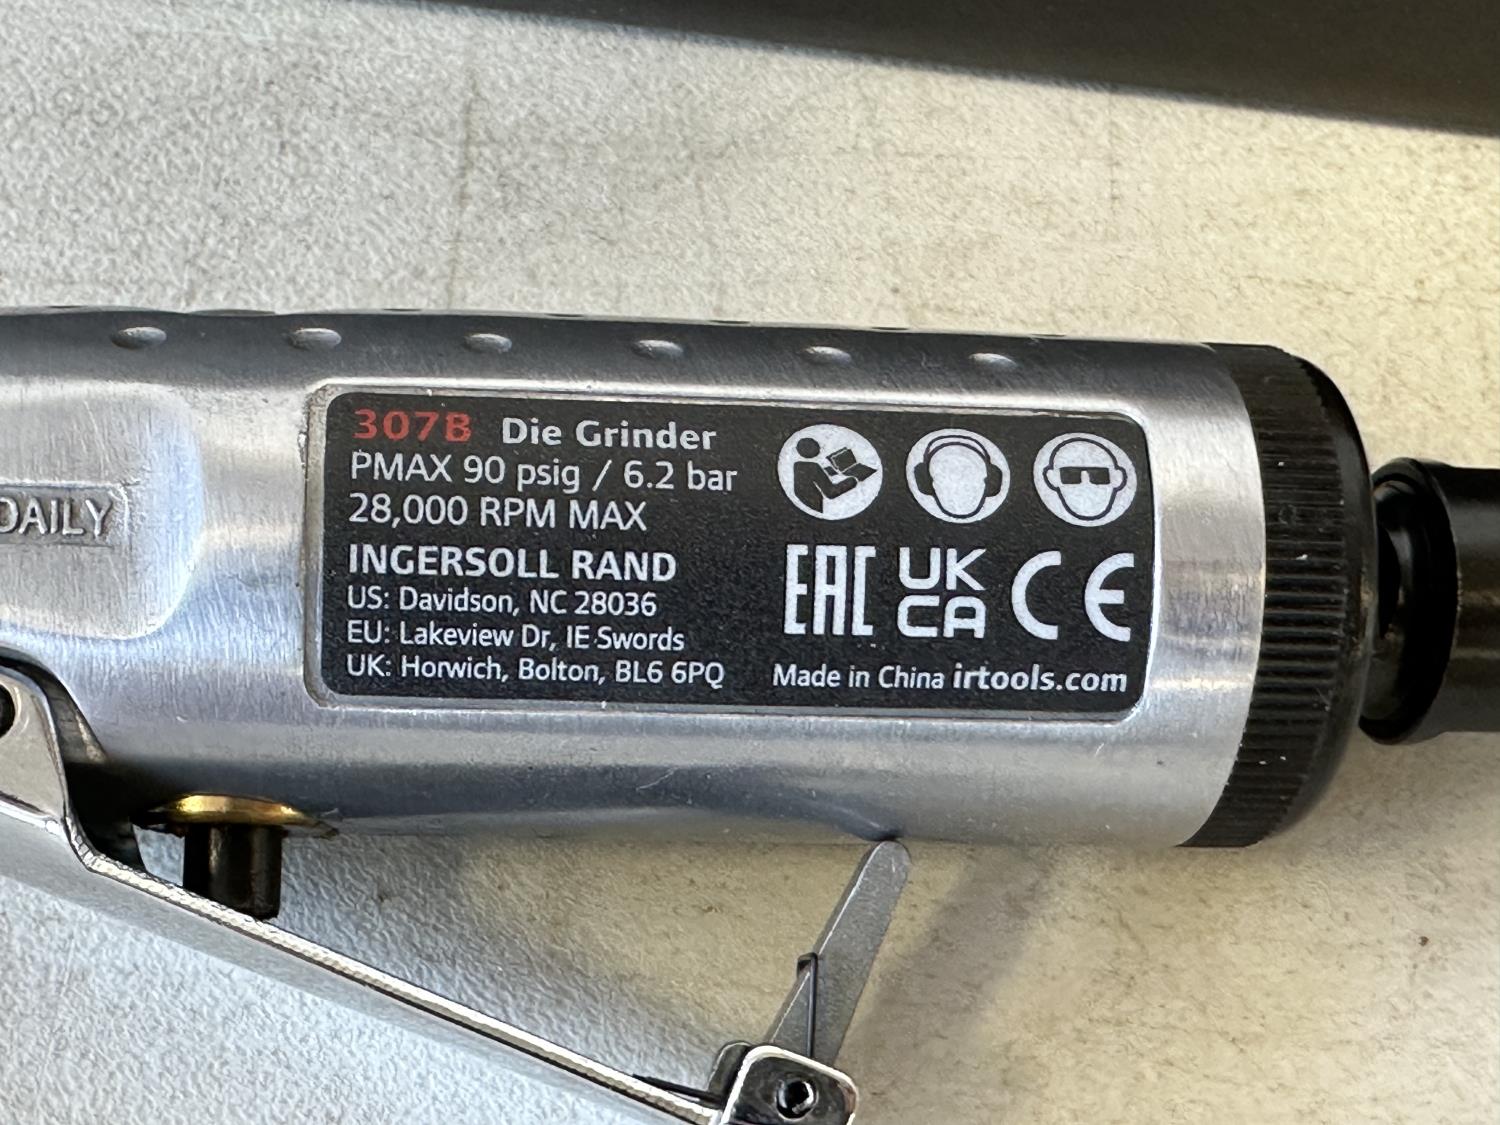 DAILY
307B Die Grinder
PMAX 90 psig / 6.2 bar
28,000 RPM MAX
INGERSOLL RAND
US: Davidson, NC 28036
EU: Lakeview Dr, IE Swords
UK: Horwich, Bolton, BL6 6PQ
EAC UK CA CE
Made in China irtools.com